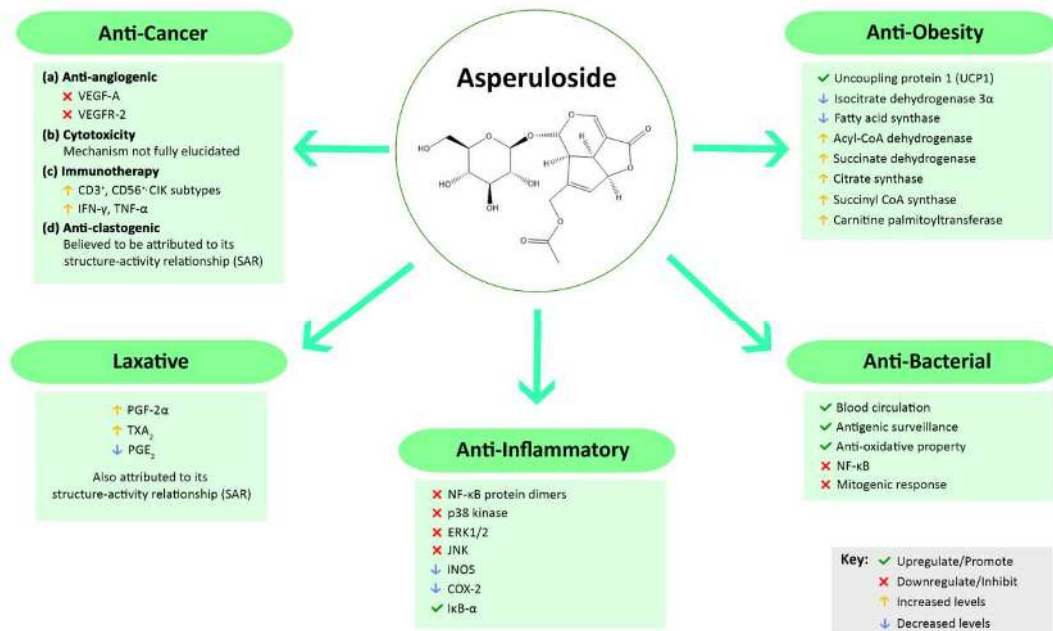 Asperuloside
HO
O
O
HO
HO
OH
OH
O
H
H
O
O
H
O
O
Anti-Cancer
(a) Anti-angiogenic
❌ VEGF-A
❌ VEGFR-2
(b) Cytotoxicity
Mechanism not fully elucidated
(c) Immunotherapy
↑ CD3⁺, CD56⁺ CIK subtypes
↑ IFN-γ, TNF-α
(d) Anti-clastogenic
Believed to be attributed to its
structure-activity relationship (SAR)
Anti-Obesity
✓ Uncoupling protein 1 (UCP1)
↓ Isocitrate dehydrogenase 3α
↓ Fatty acid synthase
↑ Acyl-CoA dehydrogenase
↑ Succinate dehydrogenase
↑ Citrate synthase
↑ Succinyl CoA synthase
↑ Carnitine palmitoyltransferase
Laxative
↑ PGF-2α
↑ TXA₂
↓ PGE₂
Also attributed to its
structure-activity relationship (SAR)
Anti-Inflammatory
❌ NF-κB protein dimers
❌ p38 kinase
❌ ERK1/2
❌ JNK
↓ iNOS
↓ COX-2
✓ IκB-α
Anti-Bacterial
✓ Blood circulation
✓ Antigenic surveillance
✓ Anti-oxidative property
❌ NF-κB
❌ Mitogenic response
Key: ✓ Upregulate/Promote
❌ Downregulate/Inhibit
↑ Increased levels
↓ Decreased levels